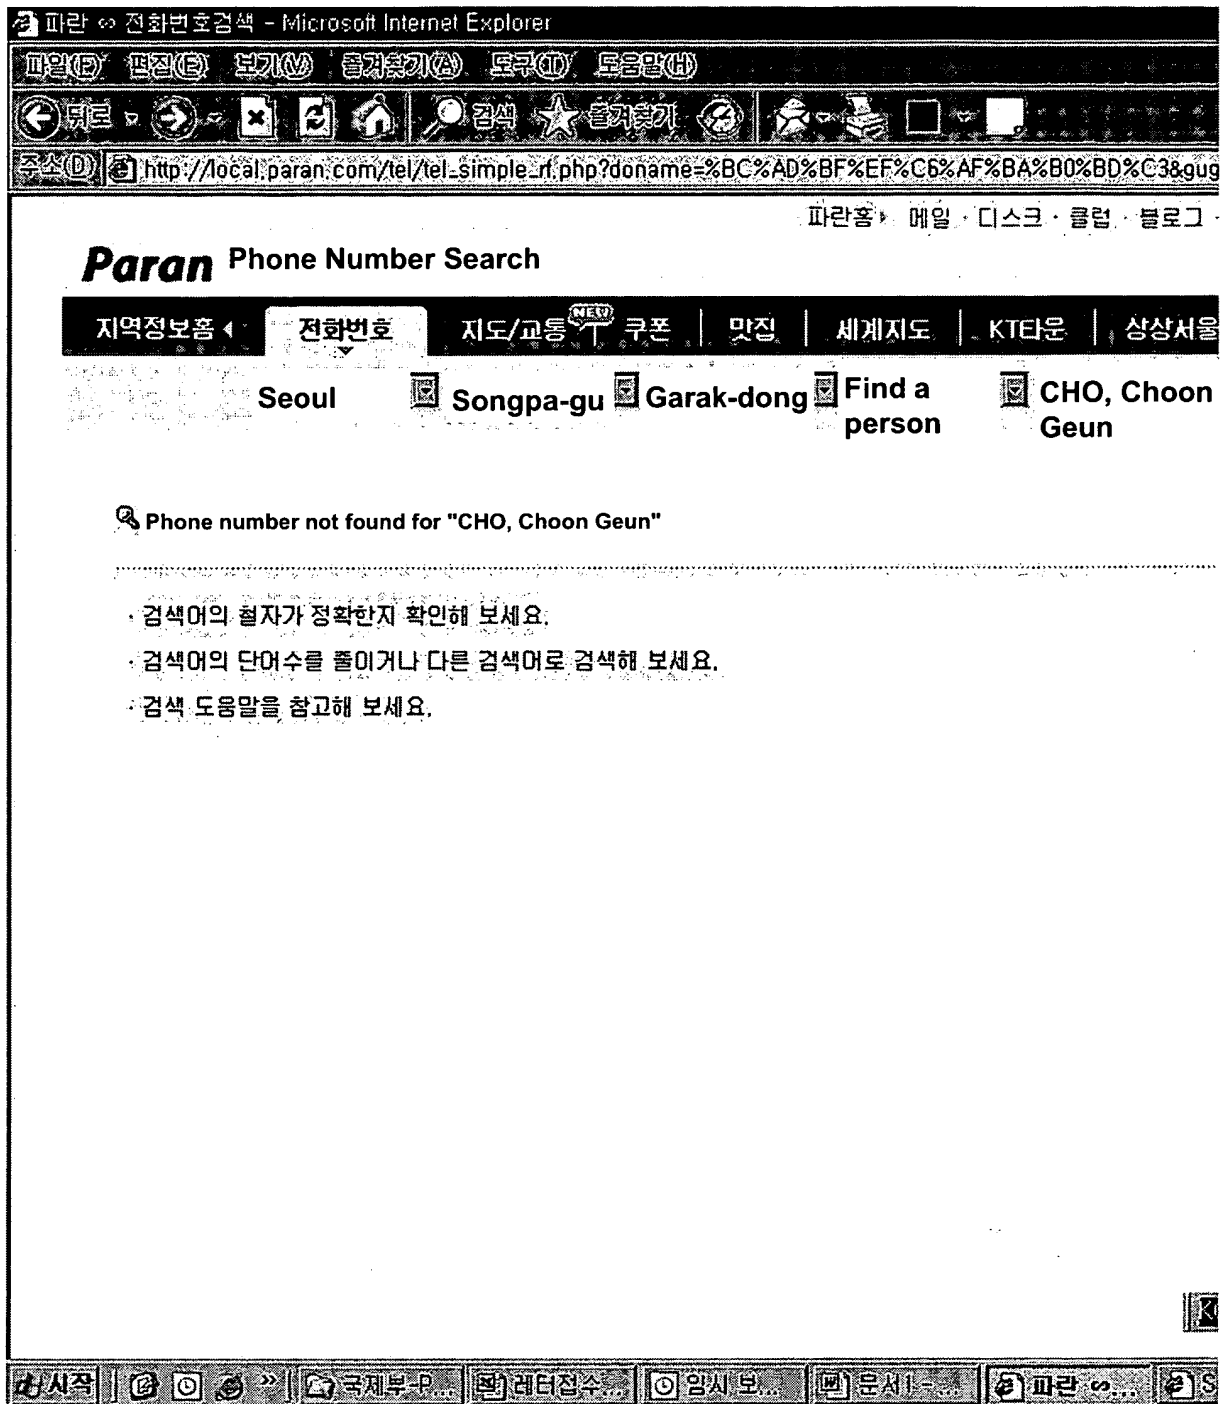 파란 ∞ 전화번호검색 - Microsoft Internet Explorer
파일(F) 편집(E) 보기(V) 즐겨찾기(A) 도구(T) 도움말(H)
뒤로 검색 즐겨찾기
주소(D) http://local.paran.com/tel/tel_simple_rf.php?doname=%BC%AD%BF%EF%C6%AF%BA%B0%BD%C3&gug
파란홈 메일 · 디스크 · 클럽 · 블로그 ·
Paran Phone Number Search
지역정보홈 전화번호 지도/교통 NEW 쿠폰 | 맛집 | 세계지도 | KT타운 | 상상서울
Seoul Songpa-gu Garak-dong Find a person CHO, Choon Geun
Phone number not found for "CHO, Choon Geun"
· 검색어의 철자가 정확한지 확인해 보세요.
· 검색어의 단어수를 줄이거나 다른 검색어로 검색해 보세요.
· 검색 도움말을 참고해 보세요.
시작 » 국제부-P... 레터접수... 임시 보... 문서1 -... 파란 ∞... S